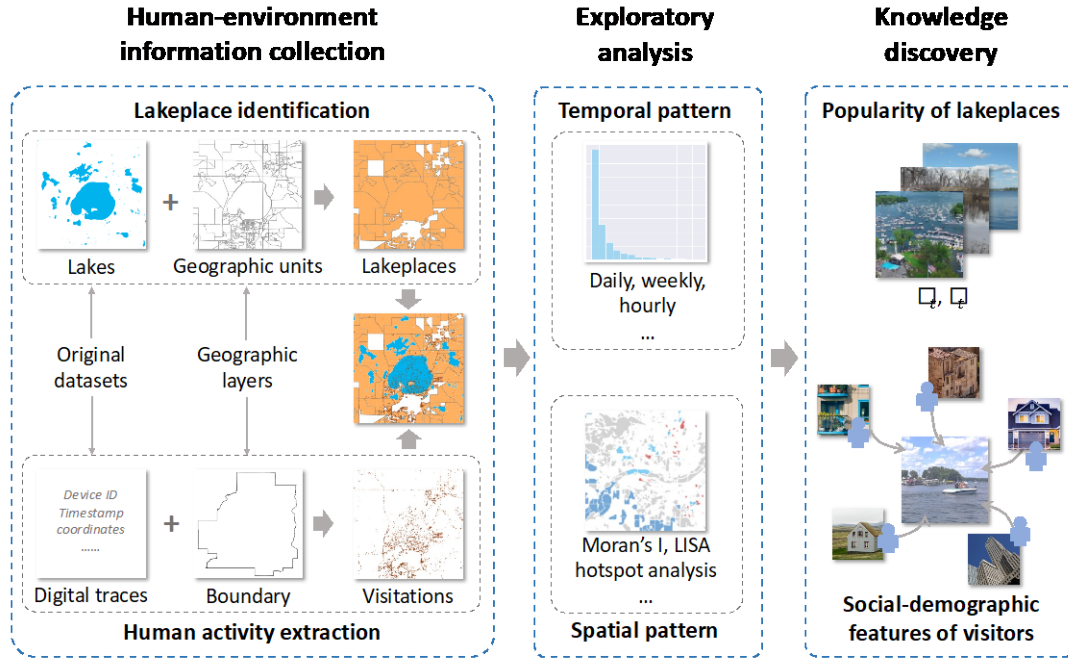 Human-environment
information collection
Exploratory
analysis
Knowledge
discovery
Lakeplace identification
Lakes
+
Geographic units
Lakeplaces
Original
datasets
Geographic
layers
Device ID
Timestamp
coordinates
......
Digital traces
+
Boundary
Visitations
Human activity extraction
Temporal pattern
Daily, weekly,
hourly
...
Moran's I, LISA
hotspot analysis
...
Spatial pattern
Popularity of lakeplaces
□t, □t
Social-demographic
features of visitors